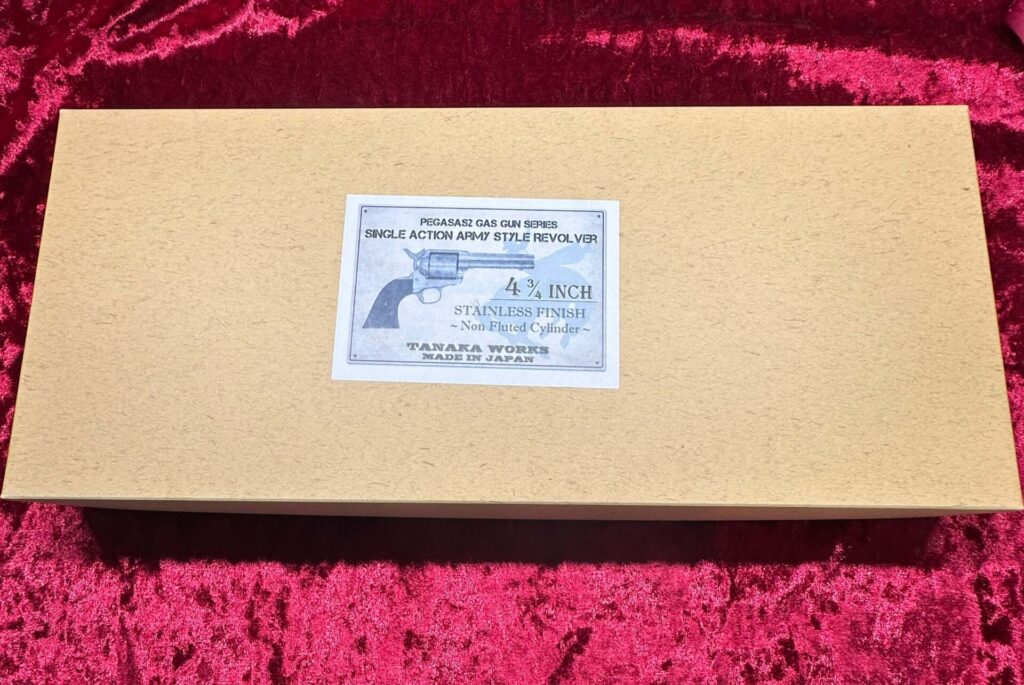 PEGASAS2 GAS GUN SERIES
SINGLE ACTION ARMY STYLE REVOLVER
4 3/4 INCH
STAINLESS FINISH
~ Non Fluted Cylinder ~
TANAKA WORKS
MADE IN JAPAN